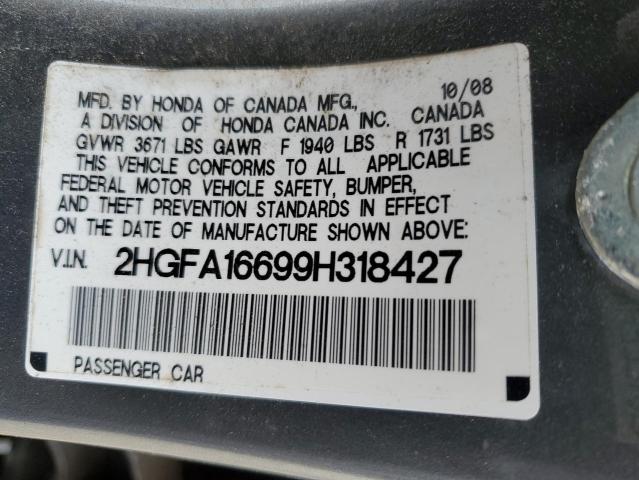 10/08
MFD. BY HONDA OF CANADA MFG.,
A DIVISION OF HONDA CANADA INC. CANADA
GVWR 3671 LBS GAWR F 1940 LBS R 1731 LBS
THIS VEHICLE CONFORMS TO ALL APPLICABLE
FEDERAL MOTOR VEHICLE SAFETY, BUMPER,
AND THEFT PREVENTION STANDARDS IN EFFECT
ON THE DATE OF MANUFACTURE SHOWN ABOVE:
V.I.N. 2HGFA16699H318427
PASSENGER CAR